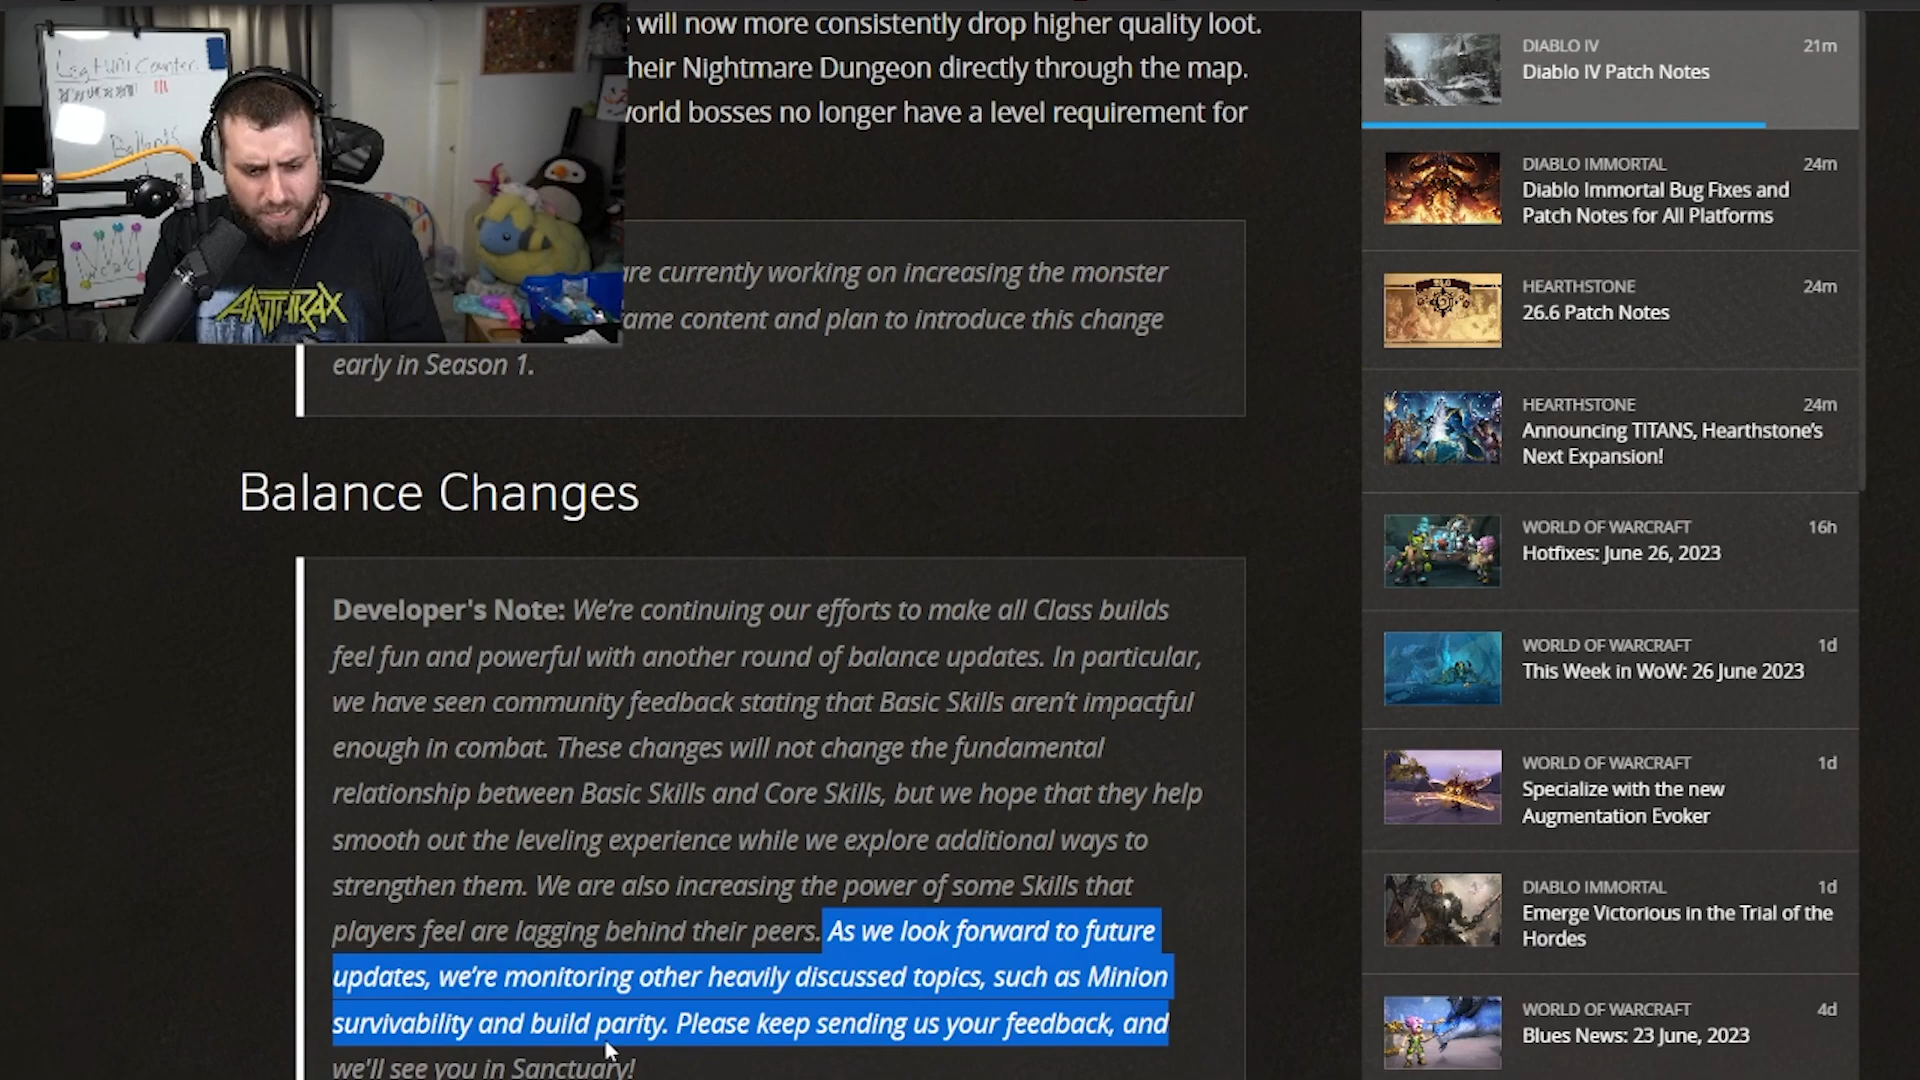 will now more consistently drop higher quality loot.
heir Nightmare Dungeon directly through the map.
orld bosses no longer have a level requirement for
are currently working on increasing the monster
ame content and plan to introduce this change
early in Season 1.
Balance Changes
Developer's Note: We're continuing our efforts to make all Class builds
feel fun and powerful with another round of balance updates. In particular,
we have seen community feedback stating that Basic Skills aren't impactful
enough in combat. These changes will not change the fundamental
relationship between Basic Skills and Core Skills, but we hope that they help
smooth out the leveling experience while we explore additional ways to
strengthen them. We are also increasing the power of some Skills that
players feel are lagging behind their peers. As we look forward to future
updates, we're monitoring other heavily discussed topics, such as Minion
survivability and build parity. Please keep sending us your feedback, and
we'll see you in Sanctuary!
DIABLO IV 21m
Diablo IV Patch Notes
DIABLO IMMORTAL 24m
Diablo Immortal Bug Fixes and
Patch Notes for All Platforms
HEARTHSTONE 24m
26.6 Patch Notes
HEARTHSTONE 24m
Announcing TITANS, Hearthstone's
Next Expansion!
WORLD OF WARCRAFT 16h
Hotfixes: June 26, 2023
WORLD OF WARCRAFT 1d
This Week in WoW: 26 June 2023
WORLD OF WARCRAFT 1d
Specialize with the new
Augmentation Evoker
DIABLO IMMORTAL 1d
Emerge Victorious in the Trial of the
Hordes
WORLD OF WARCRAFT 4d
Blues News: 23 June, 2023
Counter
ANTHRAX